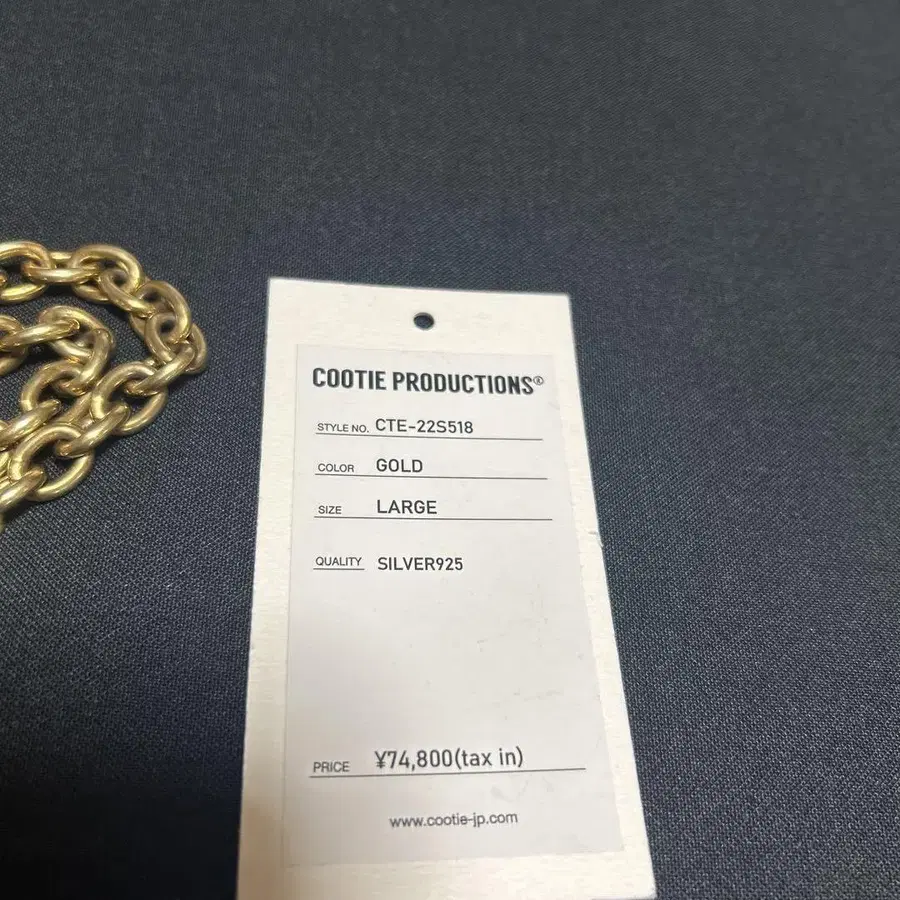 COOTIE PRODUCTIONS®
STYLE NO. CTE-22S518
COLOR GOLD
SIZE LARGE
QUALITY SILVER925
PRICE ¥74,800(tax in)
www.cootie-jp.com